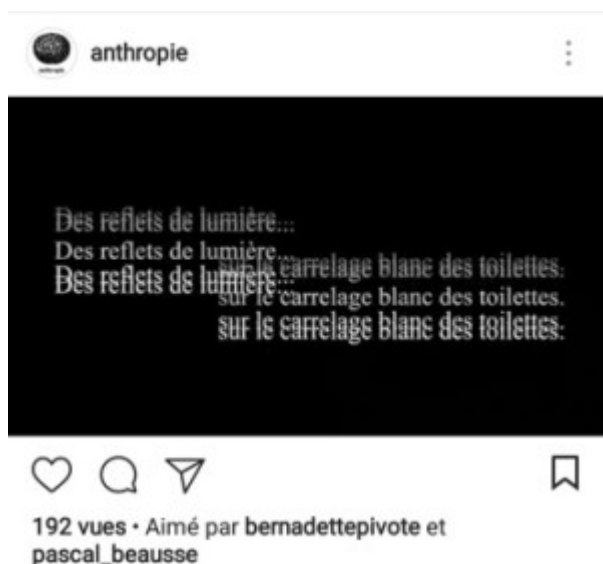 anthropie
Des reflets de lumière...
Des reflets de lumière...
Des reflets de lumière...
sur le carrelage blanc des toilettes.
sur le carrelage blanc des toilettes.
sur le carrelage blanc des toilettes.
192 vues • Aimé par bernadettepivote et
pascal_beausse